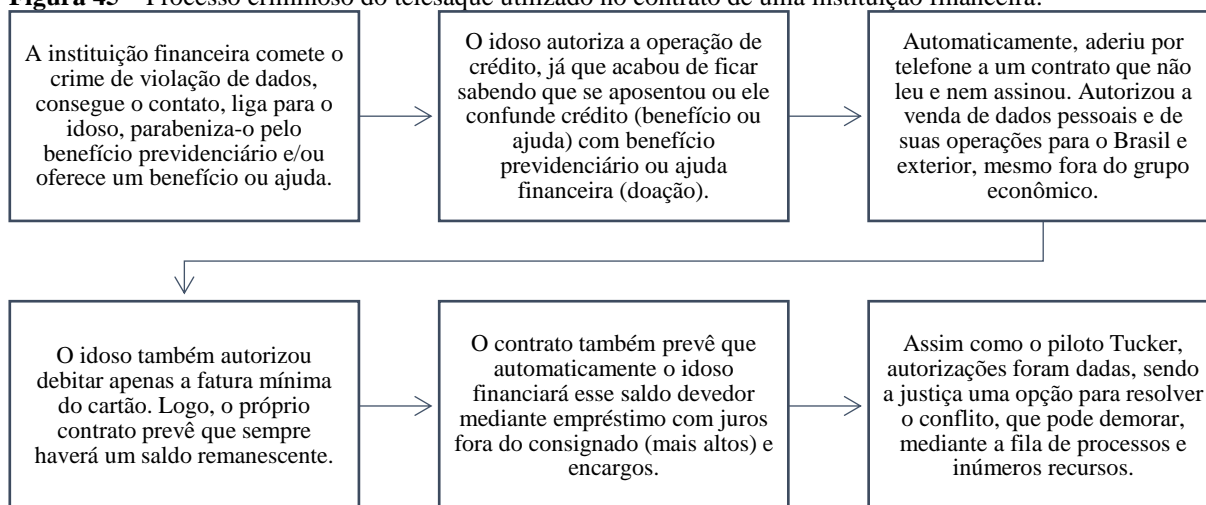 Figura 45 – Processo criminoso do telesaque utilizado no contrato de uma instituição financeira.
A instituição financeira comete o
crime de violação de dados,
consegue o contato, liga para o
idoso, parabeniza-o pelo
benefício previdenciário e/ou
oferece um benefício ou ajuda.
O idoso autoriza a operação de
crédito, já que acabou de ficar
sabendo que se aposentou ou ele
confunde crédito (benefício ou
ajuda) com benefício
previdenciário ou ajuda
financeira (doação).
Automaticamente, aderiu por
telefone a um contrato que não
leu e nem assinou. Autorizou a
venda de dados pessoais e de
suas operações para o Brasil e
exterior, mesmo fora do grupo
econômico.
O idoso também autorizou
debitar apenas a fatura mínima
do cartão. Logo, o próprio
contrato prevê que sempre
haverá um saldo remanescente.
O contrato também prevê que
automaticamente o idoso
financiará esse saldo devedor
mediante empréstimo com juros
fora do consignado (mais altos) e
encargos.
Assim como o piloto Tucker,
autorizações foram dadas, sendo
a justiça uma opção para resolver
o conflito, que pode demorar,
mediante a fila de processos e
inúmeros recursos.